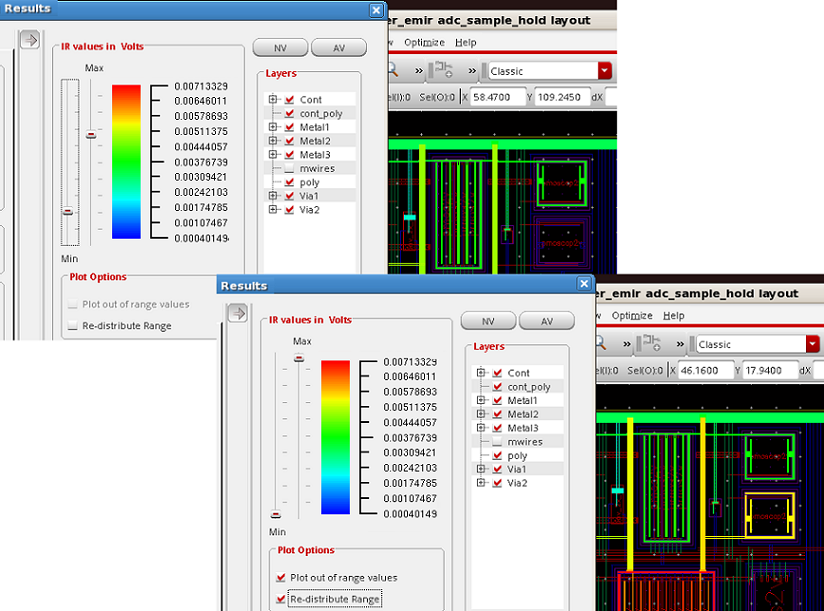 Results
er_emir adc_sample_hold layout
Optimize Help
»
»
Classic
el(I):0 Sel(O):0 X 58.4700 Y 109.2450 dX
IR values in Volts
Max
0.00713329
0.00646011
0.00578693
0.00511375
0.00444057
0.00376739
0.00309421
0.00242103
0.00174785
0.00107467
0.00040149
Min
NV AV
Layers
Cont
cont_poly
Metal1
Metal2
Metal3
mwires
poly
Via1
Via2
Plot Options
Plot out of range values
Re-distribute Range
moscap2
Results
er_emir adc_sample_hold layout
Optimize Help
»
»
Classic
el(I):0 Sel(O):0 X 46.1600 Y 17.9400 dX
IR values in Volts
Max
0.00713329
0.00646011
0.00578693
0.00511375
0.00444057
0.00376739
0.00309421
0.00242103
0.00174785
0.00107467
0.00040149
Min
NV AV
Layers
Cont
cont_poly
Metal1
Metal2
Metal3
mwires
poly
Via1
Via2
Plot Options
Plot out of range values
Re-distribute Range